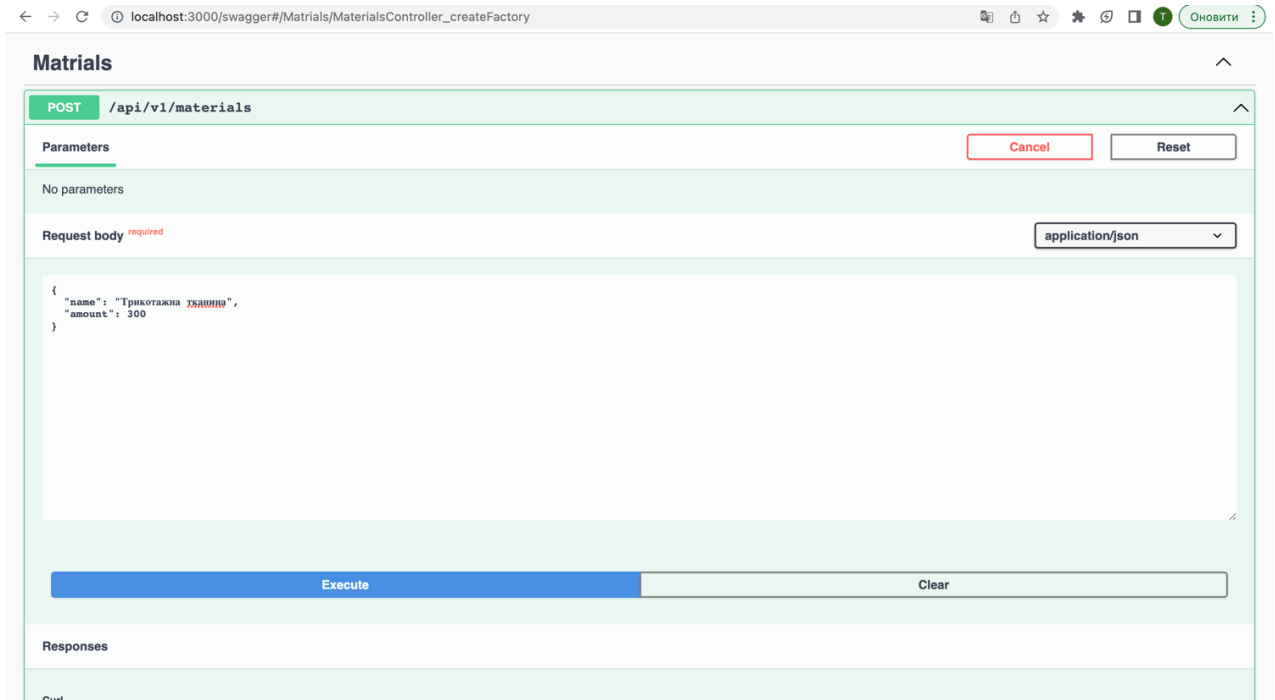 localhost:3000/swagger#/Matrials/MaterialsController_createFactory
T
Оновити
Matrials
POST /api/v1/materials
Parameters
Cancel
Reset
No parameters
Request body required
application/json
{
"name": "Трикотажна тканина",
"amount": 300
}
Execute
Clear
Responses
Curl